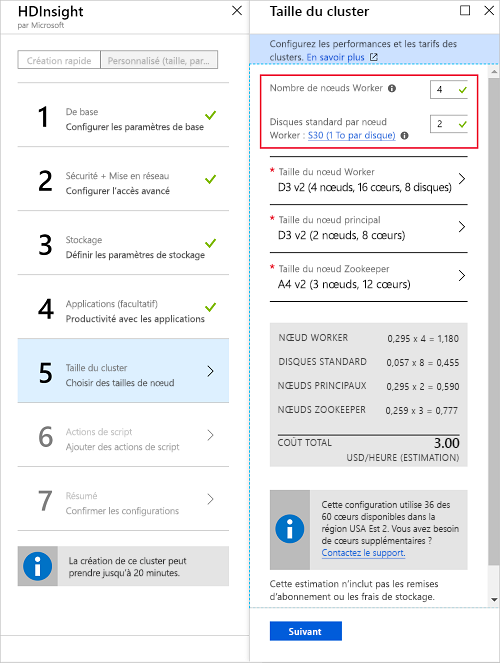 HDInsight
par Microsoft
Création rapide
Personnalisé (taille, par...
1
De base
Configurer les paramètres de base
2
Sécurité + Mise en réseau
Configurer l'accès avancé
3
Stockage
Définir les paramètres de stockage
4
Applications (facultatif)
Productivité avec les applications
5
Taille du cluster
Choisir des tailles de nœud
6
Actions de script
Ajouter des actions de script
7
Résumé
Confirmer les configurations
La création de ce cluster peut
prendre jusqu'à 20 minutes.
Taille du cluster
Configurez les performances et les tarifs des
clusters. En savoir plus
Nombre de nœuds Worker
4
Disques standard par nœud
Worker : S30 (1 To par disque)
2
* Taille du nœud Worker
D3 v2 (4 nœuds, 16 cœurs, 8 disques)
* Taille du nœud principal
D3 v2 (2 nœuds, 8 cœurs)
* Taille du nœud Zookeeper
A4 v2 (3 nœuds, 12 cœurs)
NŒUD WORKER 0,295 x 4 = 1,180
DISQUES STANDARD 0,057 x 8 = 0,455
NŒUDS PRINCIPAUX 0,295 x 2 = 0,590
NŒUDS ZOOKEEPER 0,259 x 3 = 0,777
COÛT TOTAL 3.00
USD/HEURE (ESTIMATION)
Cette configuration utilise 36 des
60 cœurs disponibles dans la
région USA Est 2. Vous avez besoin
de cœurs supplémentaires ?
Contactez le support.
Cette estimation n'inclut pas les remises
d'abonnement ou les frais de stockage.
Suivant